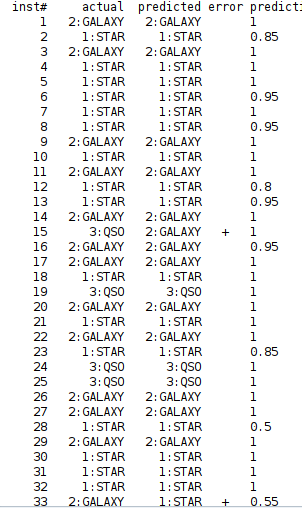 inst# actual predicted error predicti
1 2:GALAXY 2:GALAXY 1
2 1:STAR 1:STAR 0.85
3 2:GALAXY 2:GALAXY 1
4 1:STAR 1:STAR 1
5 1:STAR 1:STAR 1
6 1:STAR 1:STAR 0.95
7 1:STAR 1:STAR 1
8 1:STAR 1:STAR 0.95
9 2:GALAXY 2:GALAXY 1
10 1:STAR 1:STAR 1
11 2:GALAXY 2:GALAXY 1
12 1:STAR 1:STAR 0.8
13 1:STAR 1:STAR 0.95
14 2:GALAXY 2:GALAXY 1
15 3:QSO 2:GALAXY + 1
16 2:GALAXY 2:GALAXY 0.95
17 2:GALAXY 2:GALAXY 1
18 1:STAR 1:STAR 1
19 3:QSO 3:QSO 1
20 2:GALAXY 2:GALAXY 1
21 1:STAR 1:STAR 1
22 2:GALAXY 2:GALAXY 1
23 1:STAR 1:STAR 0.85
24 3:QSO 3:QSO 1
25 3:QSO 3:QSO 1
26 2:GALAXY 2:GALAXY 1
27 2:GALAXY 2:GALAXY 1
28 1:STAR 1:STAR 0.5
29 2:GALAXY 2:GALAXY 1
30 1:STAR 1:STAR 1
31 1:STAR 1:STAR 1
32 1:STAR 1:STAR 1
33 2:GALAXY 1:STAR + 0.55